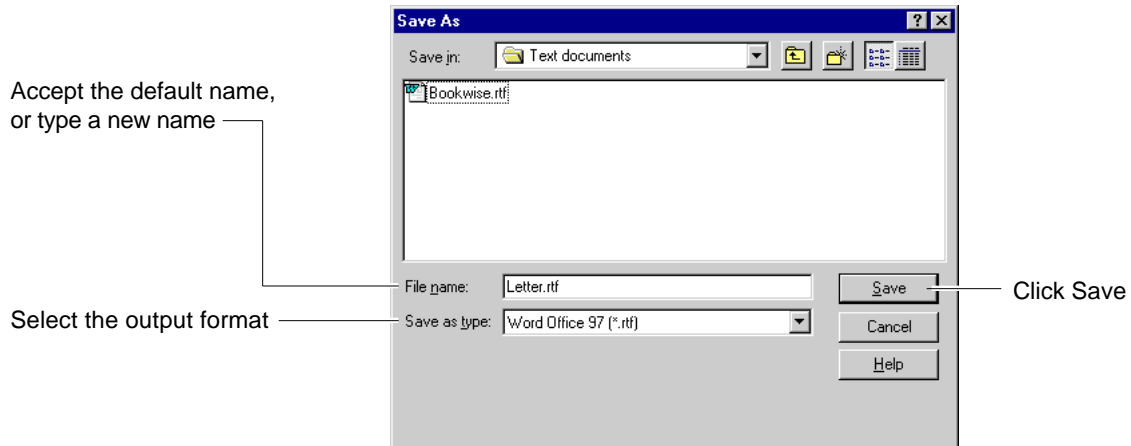 Save As
Save in: Text documents
Accept the default name,
or type a new name
Bookwise.rtf
File name: Letter.rtf Save
Click Save
Select the output format
Save as type: Word Office 97 (*.rtf) Cancel
Help